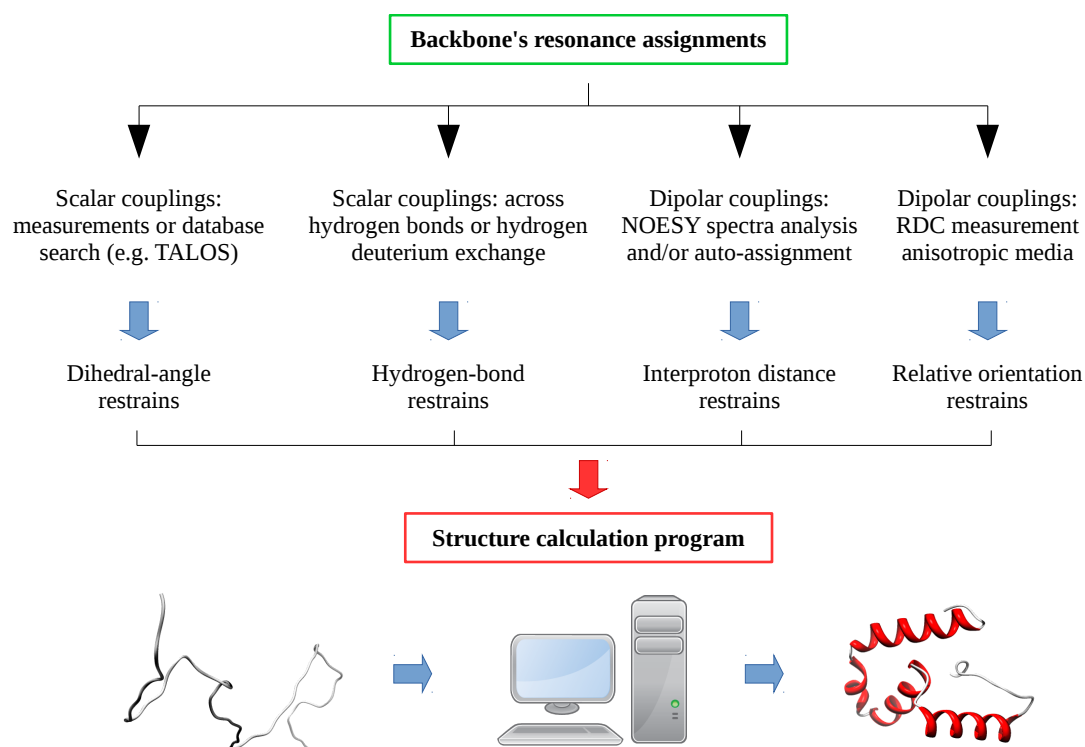 Backbone's resonance assignments
Scalar couplings:
measurements or database
search (e.g. TALOS)
Scalar couplings: across
hydrogen bonds or hydrogen
deuterium exchange
Dipolar couplings:
NOESY spectra analysis
and/or auto-assignment
Dipolar couplings:
RDC measurement
anisotropic media
Dihedral-angle
restrains
Hydrogen-bond
restrains
Interproton distance
restrains
Relative orientation
restrains
Structure calculation program